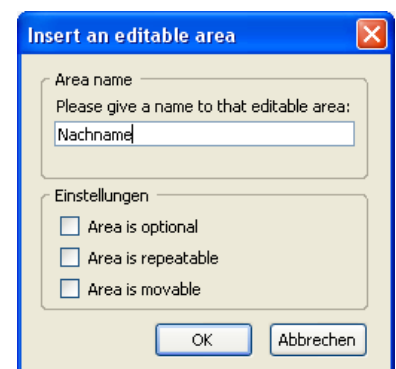 Insert an editable area
Area name
Please give a name to that editable area:
Nachname
Einstellungen
Area is optional
Area is repeatable
Area is movable
OK Abbrechen